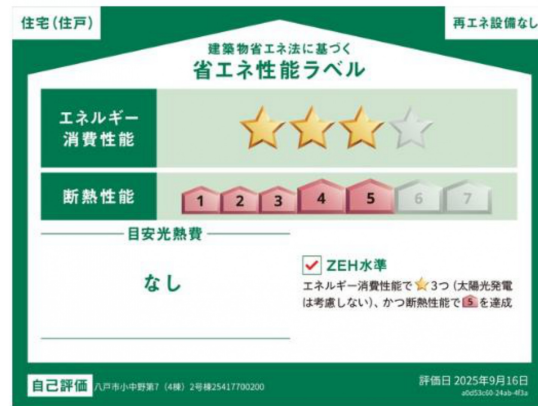 住宅(住戸)
再エネ設備なし
建築物省エネ法に基づく
省エネ性能ラベル
エネルギー
消費性能
断熱性能
1 2 3 4 5 6 7
目安光熱費
なし
ZEH水準
エネルギー消費性能で★3つ(太陽光発電
は考慮しない)、かつ断熱性能で5を達成
自己評価 八戸市小中野第7(4棟)2号棟25417700200
評価日 2025年9月16日
a0d53c60-24ab-4f3a